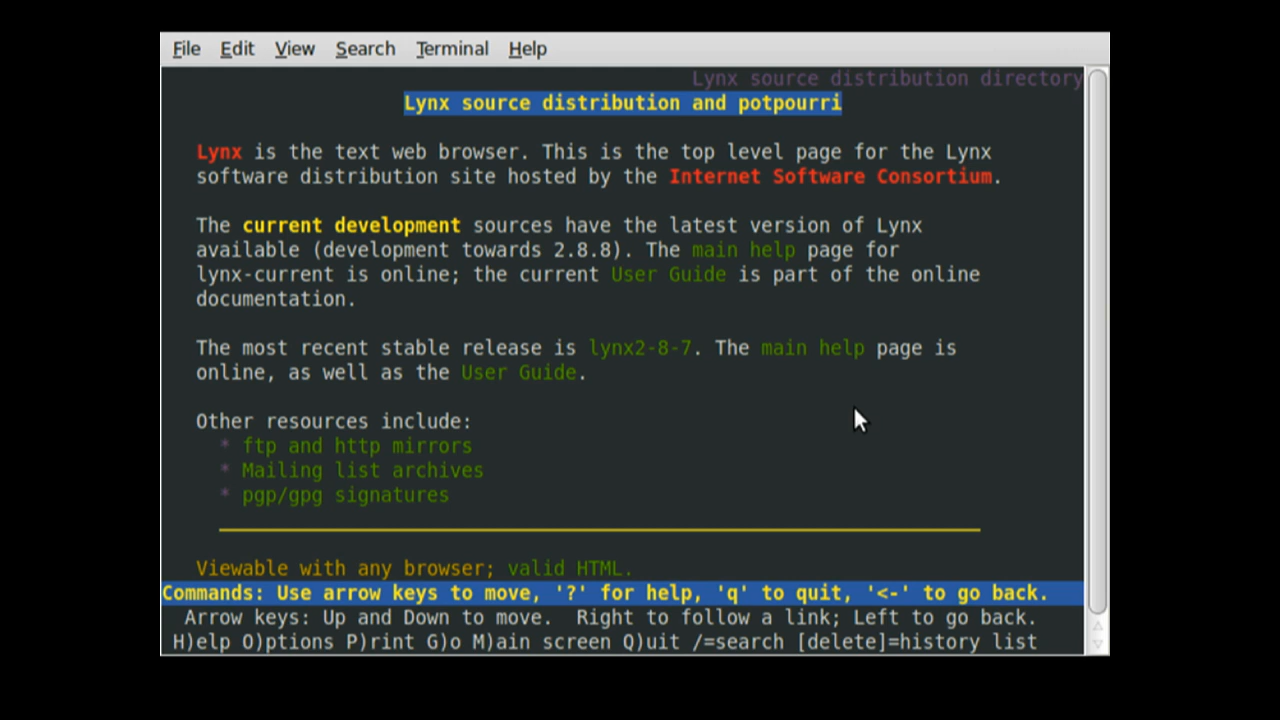 File Edit View Search Terminal Help
Lynx source distribution directory
Lynx source distribution and potpourri
Lynx is the text web browser. This is the top level page for the Lynx
software distribution site hosted by the Internet Software Consortium.
The current development sources have the latest version of Lynx
available (development towards 2.8.8). The main help page for
lynx-current is online; the current User Guide is part of the online
documentation.
The most recent stable release is lynx2-8-7. The main help page is
online, as well as the User Guide.
Other resources include:
* ftp and http mirrors
* Mailing list archives
* pgp/gpg signatures
Viewable with any browser; valid HTML.
Commands: Use arrow keys to move, '?' for help, 'q' to quit, '<-' to go back.
Arrow keys: Up and Down to move. Right to follow a link; Left to go back.
H)elp O)ptions P)rint G)o M)ain screen Q)uit /=search [delete]=history list